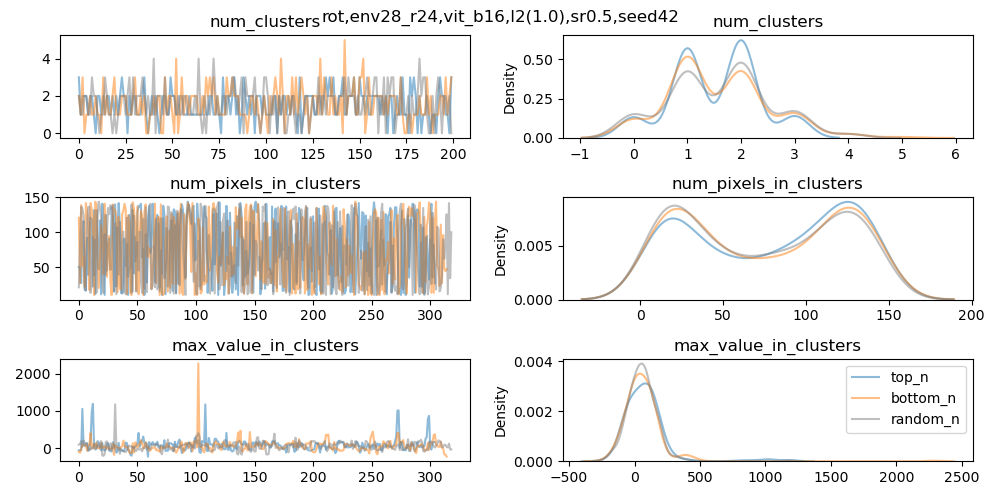 rot,env28_r24,vit_b16,l2(1.0),sr0.5,seed42
num_clusters
num_clusters
4
2
0
0 25 50 75 100 125 150 175 200
Density
0.50
0.25
0.00
−1 0 1 2 3 4 5 6
num_pixels_in_clusters
num_pixels_in_clusters
150
100
50
0 50 100 150 200 250 300
Density
0.005
0.000
0 50 100 150 200
max_value_in_clusters
max_value_in_clusters
2000
1000
0
0 50 100 150 200 250 300
Density
0.004
0.002
0.000
−500 0 500 1000 1500 2000 2500
top_n
bottom_n
random_n